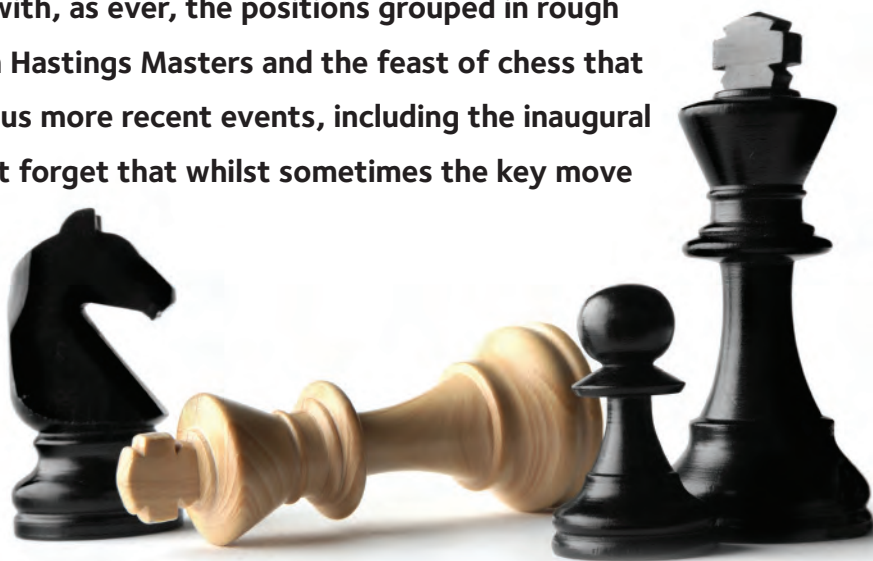 with, as ever, the positions grouped in rough
Hastings Masters and the feast of chess that
us more recent events, including the inaugural
t forget that whilst sometimes the key move